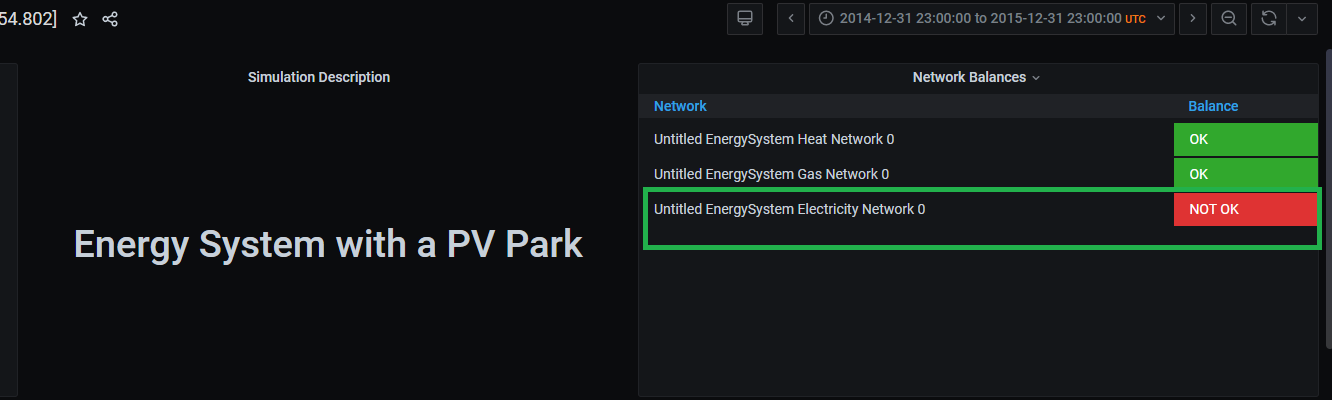 54.802]
2014-12-31 23:00:00 to 2015-12-31 23:00:00 UTC
Simulation Description
Energy System with a PV Park
Network Balances
Network Balance
Untitled EnergySystem Heat Network 0 OK
Untitled EnergySystem Gas Network 0 OK
Untitled EnergySystem Electricity Network 0 NOT OK